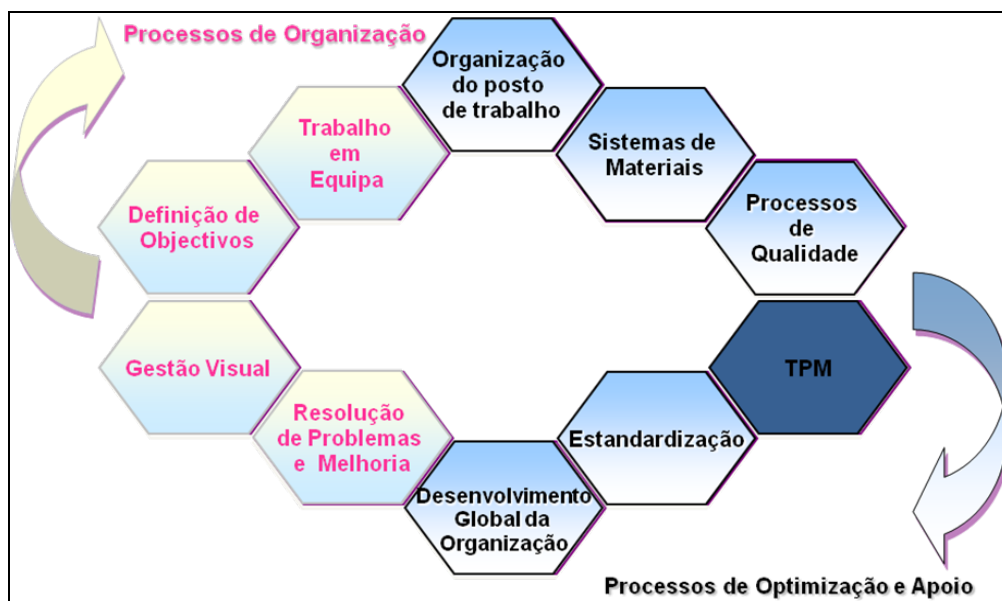 Processos de Organização
Organização
do posto
de trabalho
Trabalho
em
Equipa
Sistemas de
Materiais
Definição de
Objectivos
Processos
de
Qualidade
Gestão Visual
TPM
Resolução
de Problemas
e Melhoria
Estandardização
Desenvolvimento
Global da
Organização
Processos de Optimização e Apoio